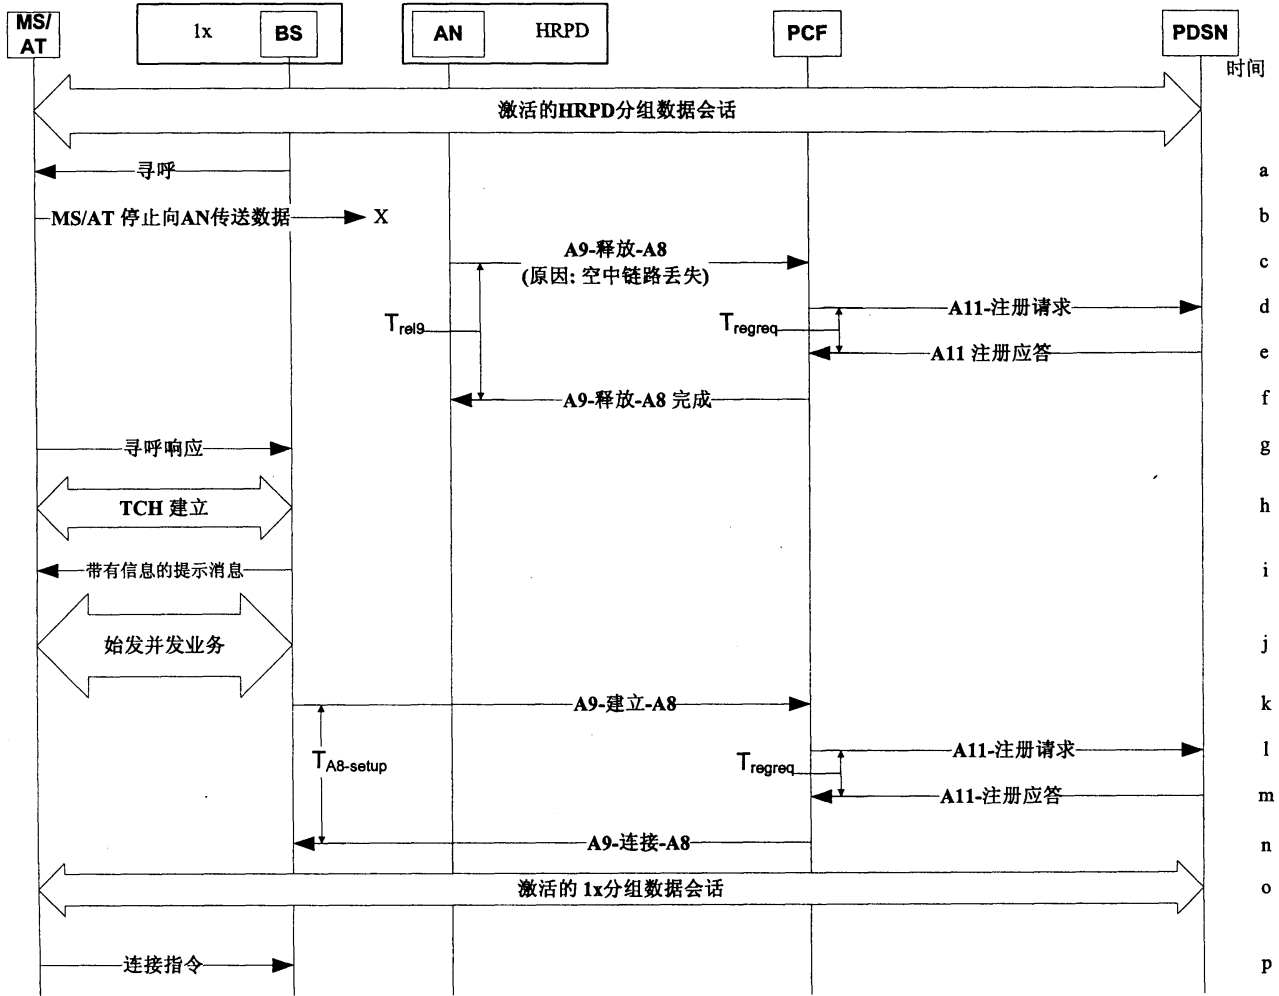 MS/
AT
1x
BS
AN
HRPD
PCF
PDSN
时间
激活的HRPD分组数据会话
寻呼
a
MS/AT 停止向AN传送数据
X
b
A9-释放-A8
(原因: 空中链路丢失)
c
A11-注册请求
d
Trel9
Tregreq
A11 注册应答
e
A9-释放-A8 完成
f
寻呼响应
g
TCH 建立
h
带有信息的提示消息
i
始发并发业务
j
A9-建立-A8
k
A11-注册请求
l
TA8-setup
Tregreq
A11-注册应答
m
A9-连接-A8
n
激活的 1x分组数据会话
o
连接指令
p